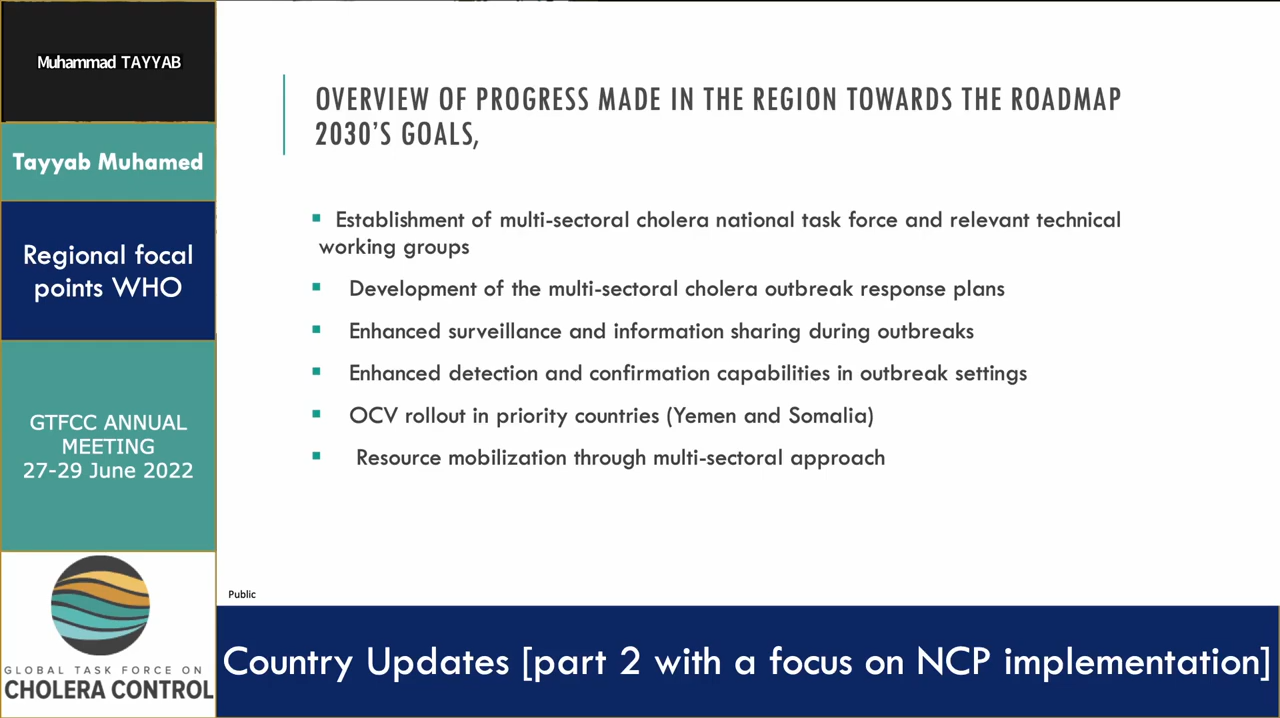 Muhammad TAYYAB
Tayyab Muhamed
Regional focal
points WHO
GTFCC ANNUAL
MEETING
27-29 June 2022
GLOBAL TASK FORCE ON
CHOLERA CONTROL
OVERVIEW OF PROGRESS MADE IN THE REGION TOWARDS THE ROADMAP
2030'S GOALS,
▪ Establishment of multi-sectoral cholera national task force and relevant technical
working groups
▪ Development of the multi-sectoral cholera outbreak response plans
▪ Enhanced surveillance and information sharing during outbreaks
▪ Enhanced detection and confirmation capabilities in outbreak settings
▪ OCV rollout in priority countries (Yemen and Somalia)
▪ Resource mobilization through multi-sectoral approach
Public
Country Updates [part 2 with a focus on NCP implementation]